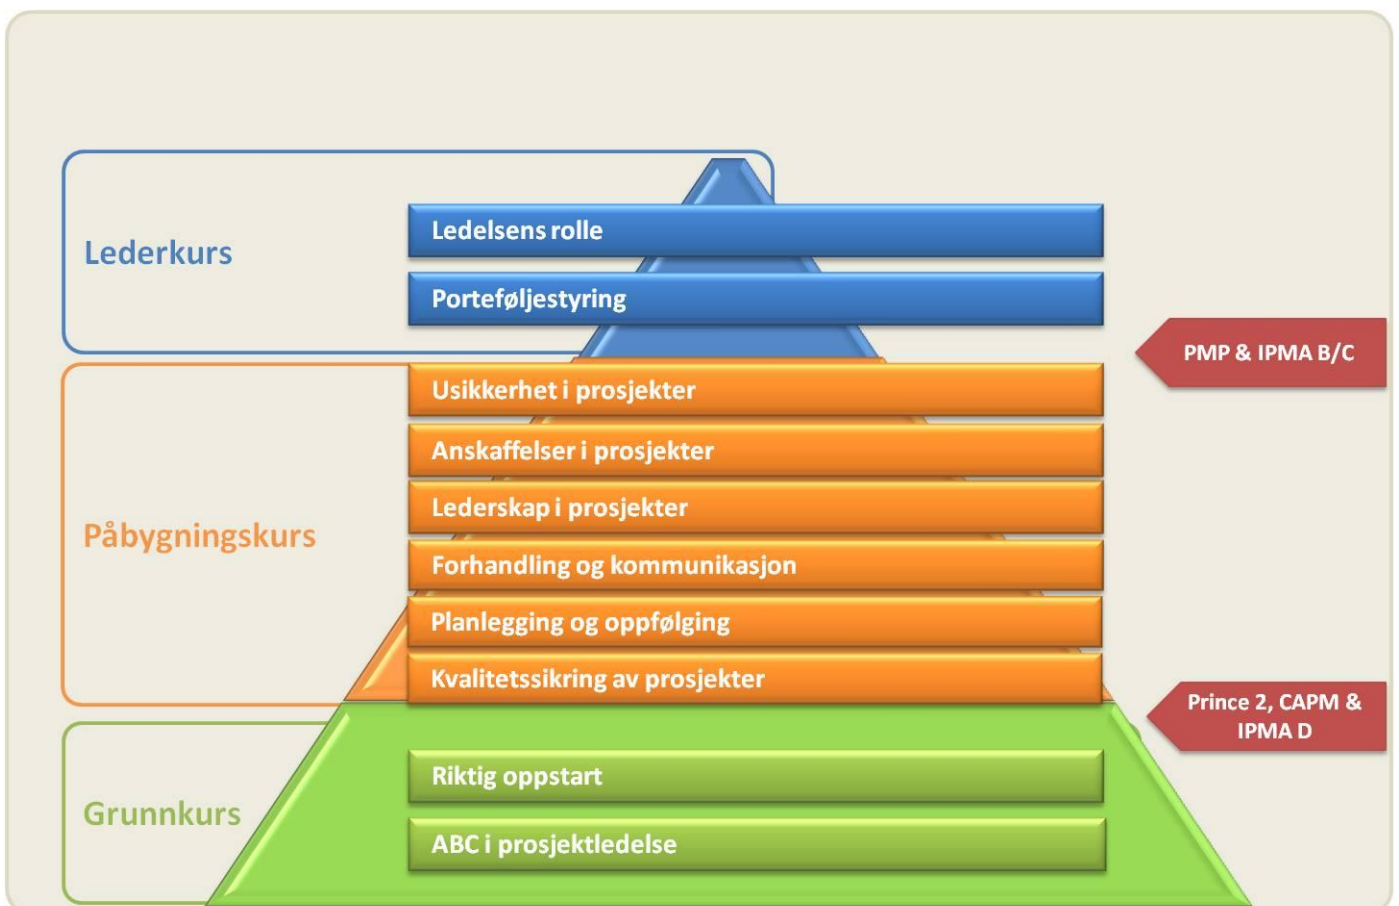 Lederkurs
Ledelsens rolle
Porteføljestyring
PMP & IPMA B/C
Påbygningskurs
Usikkerhet i prosjekter
Anskaffelser i prosjekter
Lederskap i prosjekter
Forhandling og kommunikasjon
Planlegging og oppfølging
Kvalitetssikring av prosjekter
Prince 2, CAPM &
IPMA D
Grunnkurs
Riktig oppstart
ABC i prosjektledelse